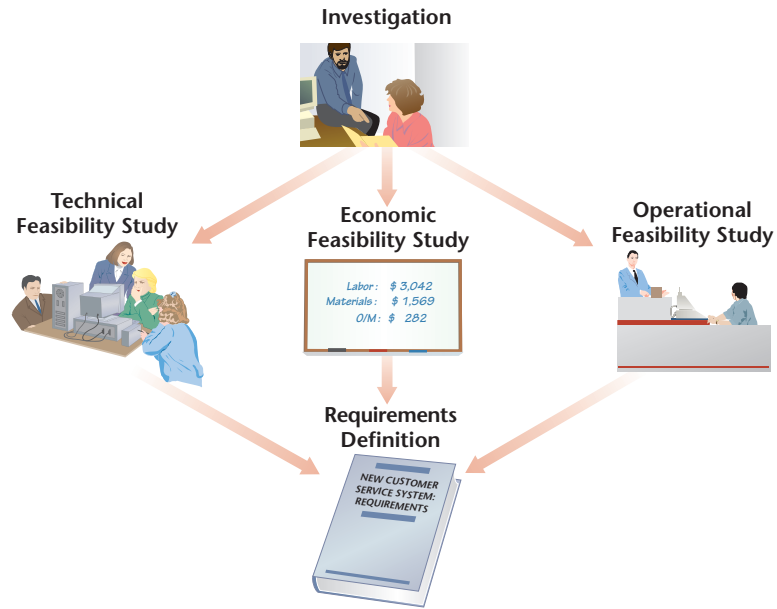 Investigation
Technical
Feasibility Study
Economic
Feasibility Study
Operational
Feasibility Study
Labor: $ 3,042
Materials: $ 1,569
O/M: $ 282
Requirements
Definition
NEW CUSTOMER
SERVICE SYSTEM:
REQUIREMENTS